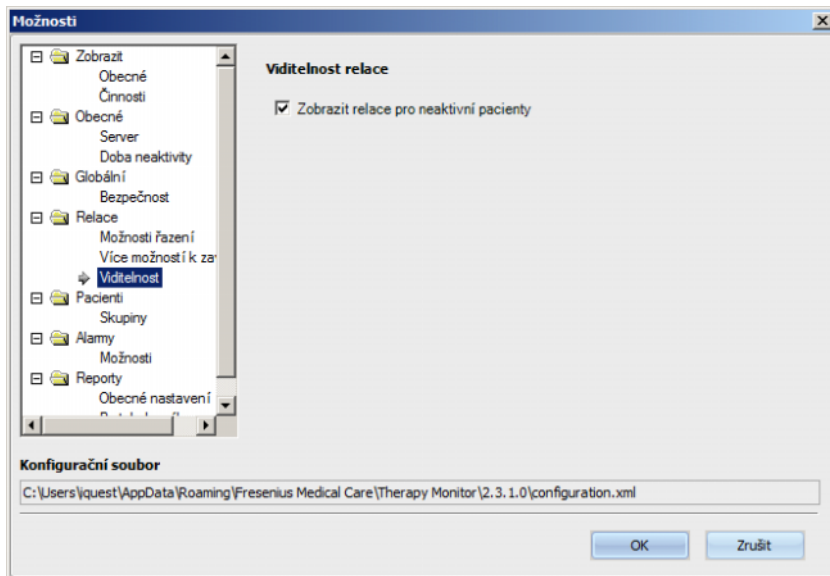 Možnosti
Zobrazit
Obecné
Činnosti
Obecné
Server
Doba neaktivity
Globální
Bezpečnost
Relace
Možnosti řazení
Více možností k
Viditelnost
Pacienti
Skupiny
Alarmy
Možnosti
Reporty
Obecné nastavení
Viditelnost relace
Zobrazit relace pro neaktivní pacienty
Konfigurační soubor
C:\Users\iquest\AppData\Roaming\Fresenius Medical Care\Therapy Monitor\2.3.1.0\configuration.xml
OK
Zrušit